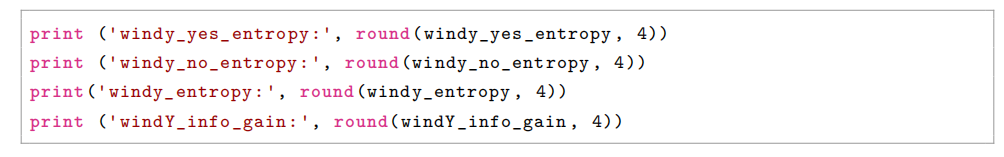 print ('windy_yes_entropy:', round(windy_yes_entropy, 4))
print ('windy_no_entropy:', round(windy_no_entropy, 4))
print('windy_entropy:', round(windy_entropy, 4))
print ('windY_info_gain:', round(windY_info_gain, 4))